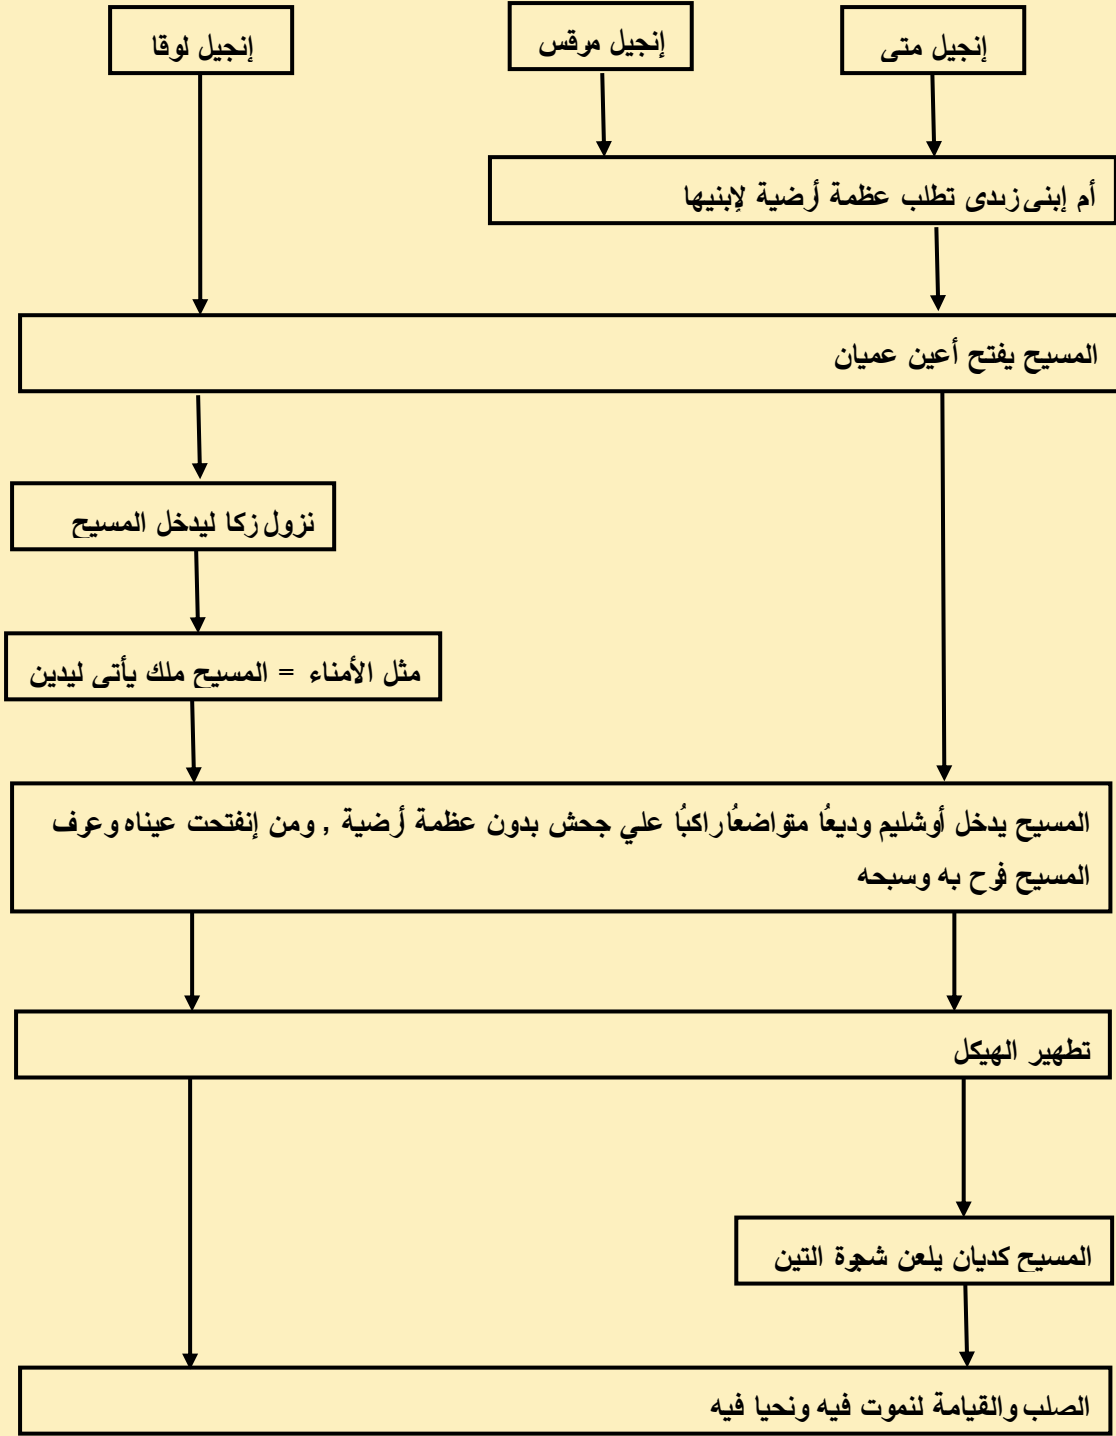 إنجيل متى
إنجيل مرقس
إنجيل لوقا
أم إبنى زبدى تطلب عظمة أرضية لإبنيها
المسيح يفتح أعين عميان
نزول زكا ليدخل المسيح
مثل الأمناء = المسيح ملك يأتى ليدين
المسيح يدخل أوشليم وديعُا متواضعُا راكبُا علي جحش بدون عظمة أرضية , ومن إنفتحت عيناه وعرف
المسيح فرح به وسبحه
تطهير الهيكل
المسيح كديان يلعن شجرة التين
الصلب والقيامة لنموت فيه ونحيا فيه